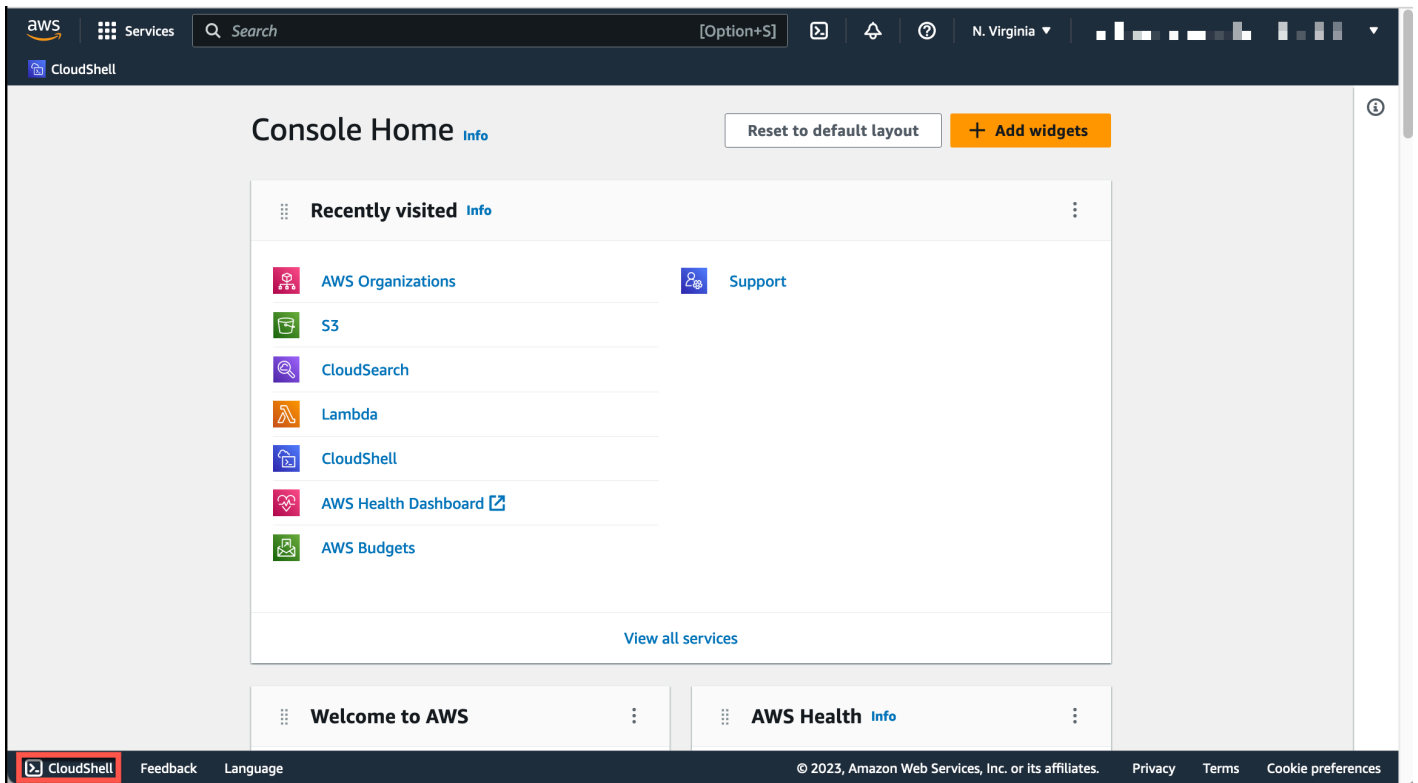 aws Services Search [Option+S] N. Virginia
CloudShell
Console Home Info Reset to default layout + Add widgets
Recently visited Info
AWS Organizations Support
S3
CloudSearch
Lambda
CloudShell
AWS Health Dashboard
AWS Budgets
View all services
Welcome to AWS AWS Health Info
CloudShell Feedback Language © 2023, Amazon Web Services, Inc. or its affiliates. Privacy Terms Cookie preferences